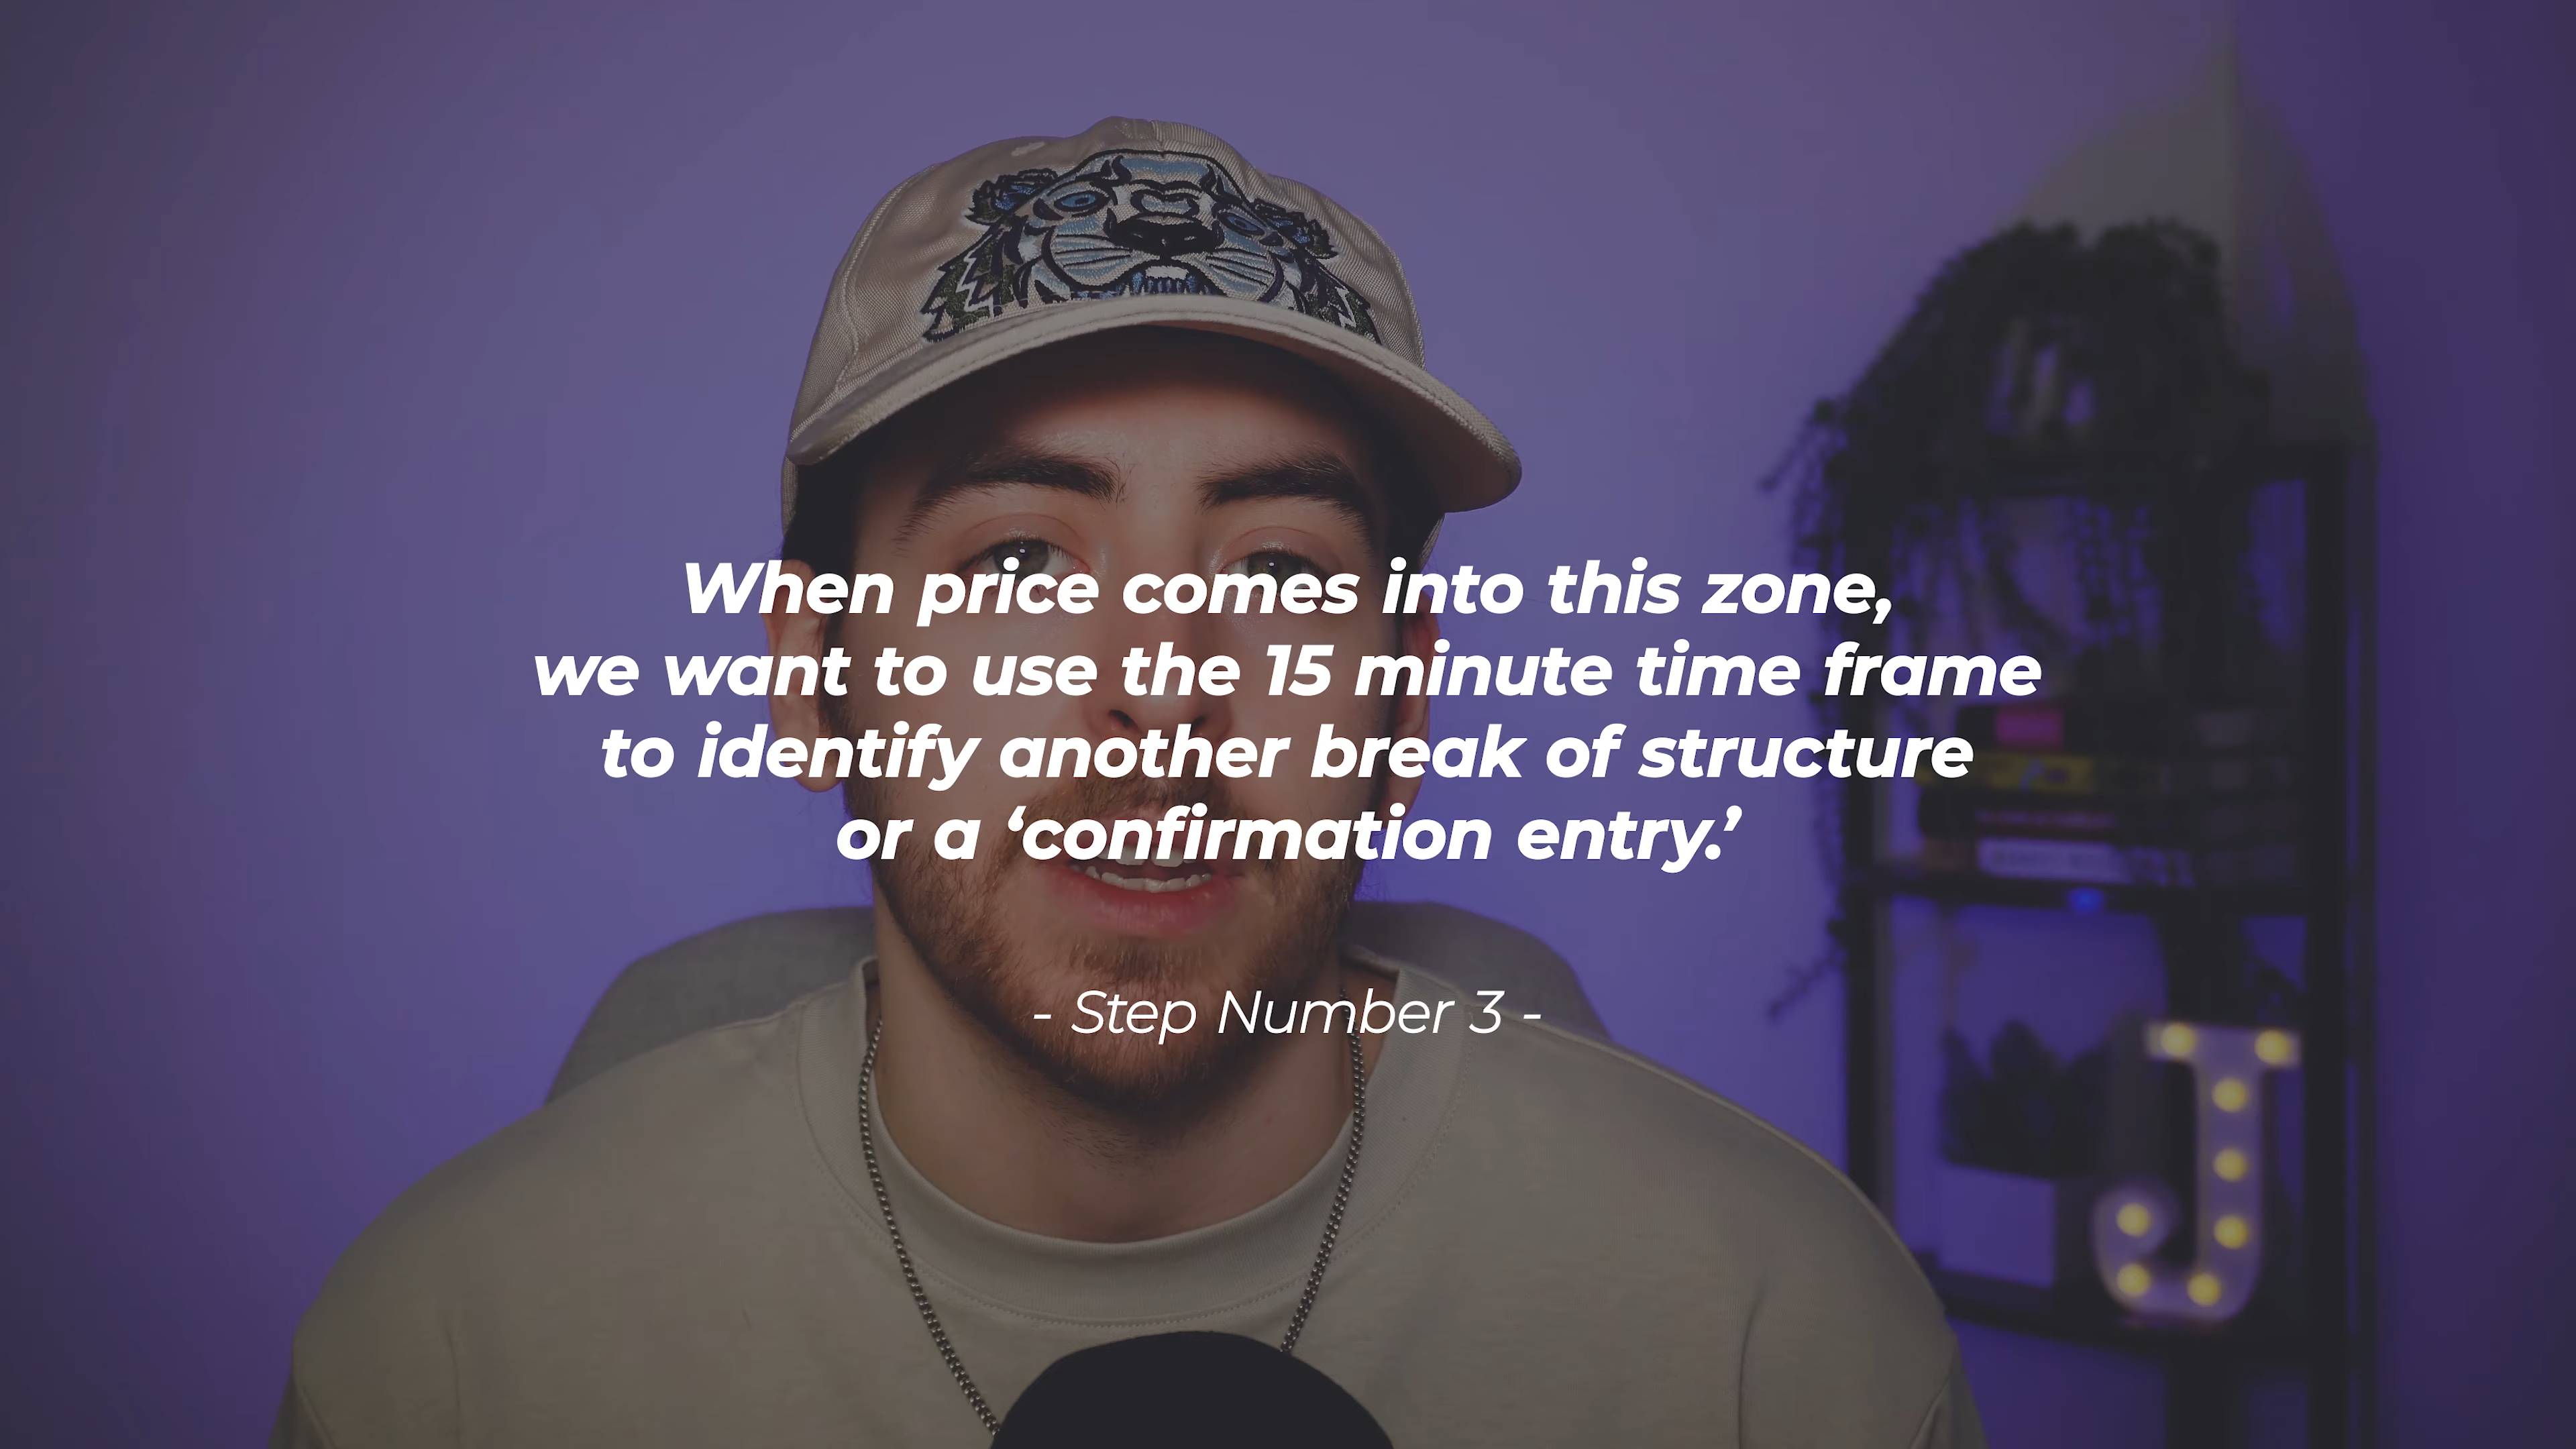 When price comes into this zone,
we want to use the 15 minute time frame
to identify another break of structure
or a ‘confirmation entry.’
- Step Number 3 -
J